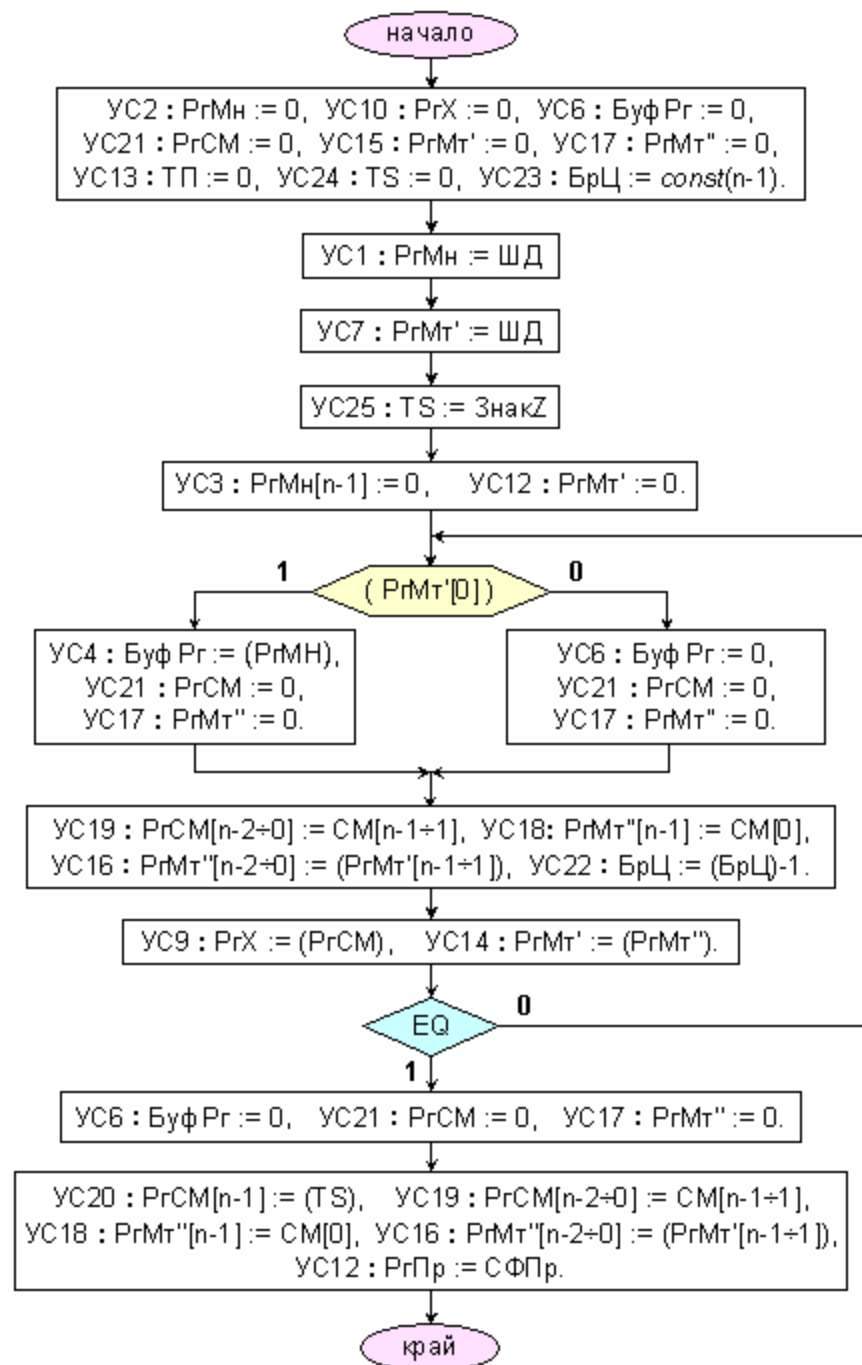 начало
УС2 : РгМн := 0, УС10 : РгX := 0, УС6 : Буф Рг := 0,
УС21 : РгСМ := 0, УС15 : РгМт' := 0, УС17 : РгМт" := 0,
УС13 : ТП := 0, УС24 : TS := 0, УС23 : БрЦ := const(n-1).
УС1 : РгМн := ШД
УС7 : РгМт' := ШД
УС25 : TS := ЗнакZ
УС3 : РгМн[n-1] := 0, УС12 : РгМт' := 0.
1
( РгМт'[0] )
0
УС4 : Буф Рг := (РгМН),
УС21 : РгСМ := 0,
УС17 : РгМт" := 0.
УС6 : Буф Рг := 0,
УС21 : РгСМ := 0,
УС17 : РгМт" := 0.
УС19 : РгСМ[n-2÷0] := СМ[n-1÷1], УС18: РгМт"[n-1] := СМ[0],
УС16 : РгМт"[n-2÷0] := (РгМт'[n-1÷1]), УС22 : БрЦ := (БрЦ)-1.
УС9 : РгX := (РгСМ), УС14 : РгМт' := (РгМт").
EQ
0
1
УС6 : Буф Рг := 0, УС21 : РгСМ := 0, УС17 : РгМт" := 0.
УС20 : РгСМ[n-1] := (TS), УС19 : РгСМ[n-2÷0] := СМ[n-1÷1],
УС18 : РгМт"[n-1] := СМ[0], УС16 : РгМт"[n-2÷0] := (РгМт'[n-1÷1]),
УС12 : РгПр := СФПр.
край